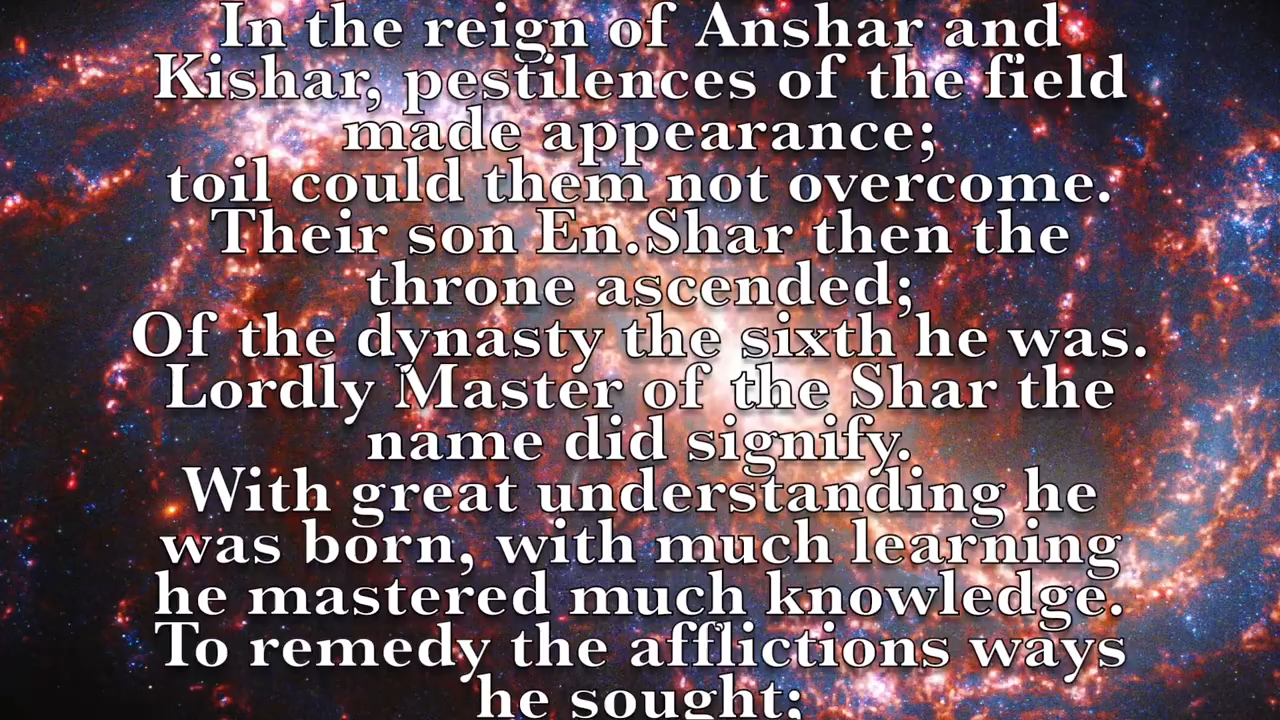 In the reign of Anshar and
Kishar, pestilences of the field
made appearance;
toil could them not overcome.
Their son En.Shar then the
throne ascended;
Of the dynasty the sixth he was.
Lordly Master of the Shar the
name did signify.
With great understanding he
was born, with much learning
he mastered much knowledge.
To remedy the afflictions ways
he sought;